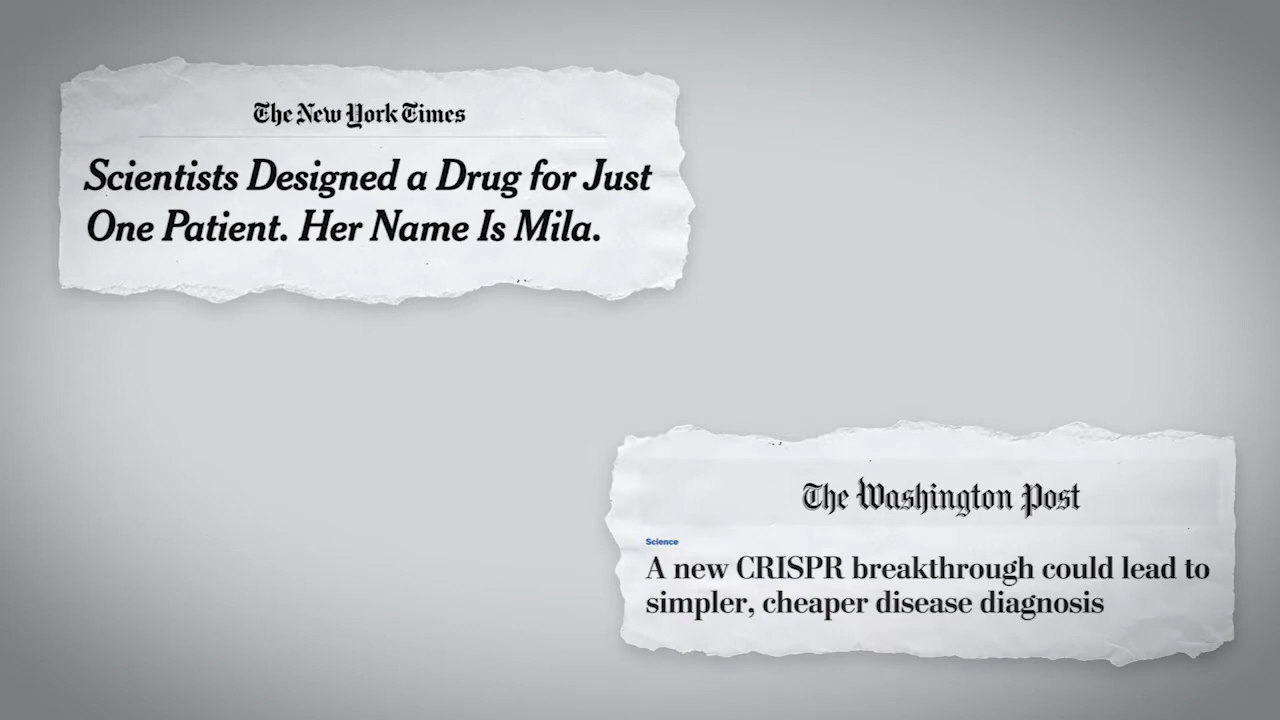 The New York Times
Scientists Designed a Drug for Just
One Patient. Her Name Is Mila.
The Washington Post
Science
A new CRISPR breakthrough could lead to
simpler, cheaper disease diagnosis